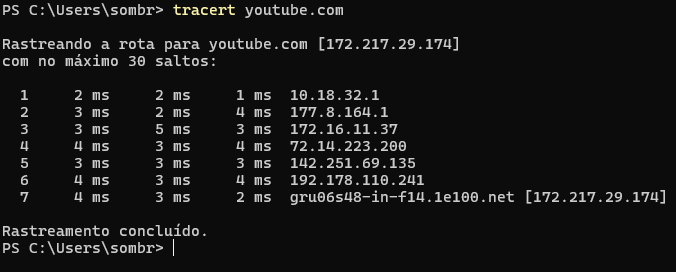 PS C:\Users\sombr> tracert youtube.com
Rastreando a rota para youtube.com [172.217.29.174]
com no máximo 30 saltos:
1 2 ms 2 ms 1 ms 10.18.32.1
2 3 ms 2 ms 4 ms 177.8.164.1
3 3 ms 5 ms 3 ms 172.16.11.37
4 4 ms 3 ms 4 ms 72.14.223.200
5 3 ms 3 ms 3 ms 142.251.69.135
6 4 ms 3 ms 4 ms 192.178.110.241
7 4 ms 3 ms 2 ms gru06s48-in-f14.1e100.net [172.217.29.174]
Rastreamento concluído.
PS C:\Users\sombr>